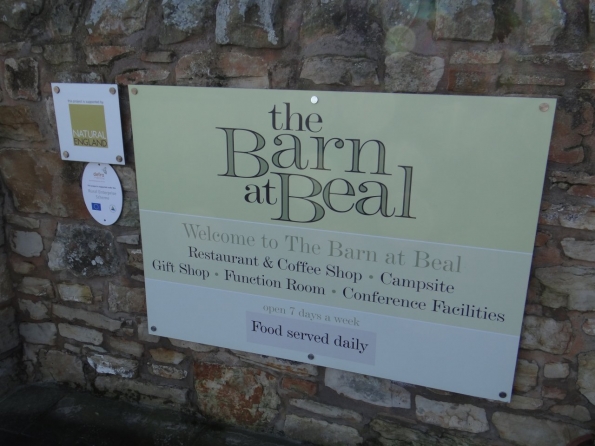 the
Barn
at Beal
Welcome to The Barn at Beal
Restaurant & Coffee Shop • Campsite
Gift Shop • Function Room • Conference Facilities
open 7 days a week
Food served daily
NATURAL
ENGLAND